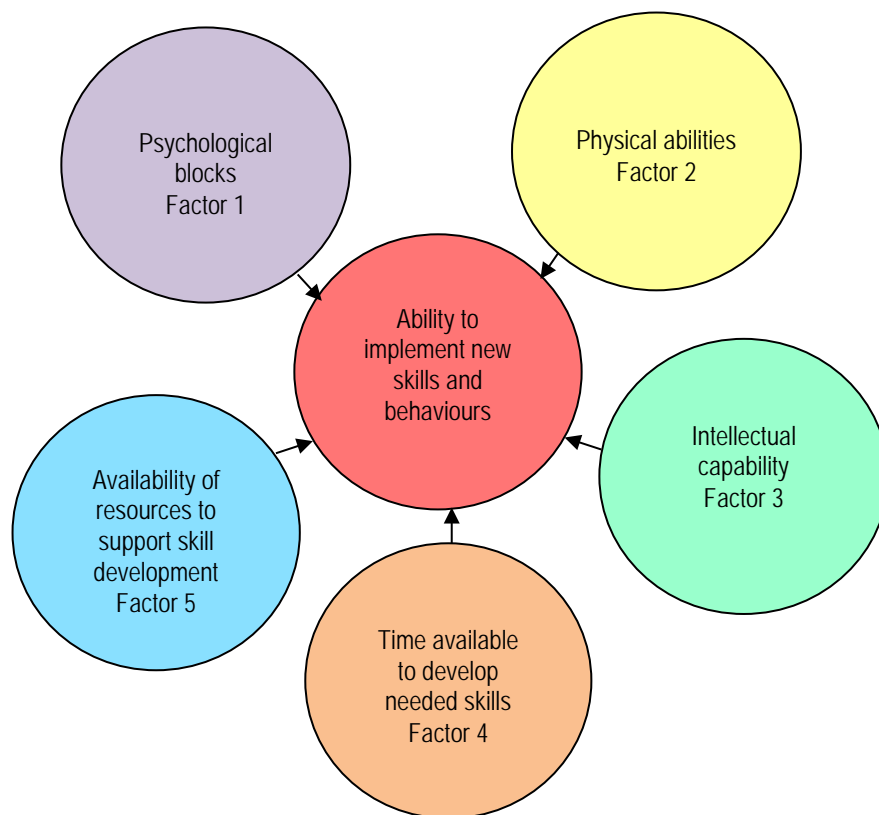 Psychological
blocks
Factor 1
Physical abilities
Factor 2
Ability to
implement new
skills and
behaviours
Intellectual
capability
Factor 3
Availability of
resources to
support skill
development
Factor 5
Time available
to develop
needed skills
Factor 4